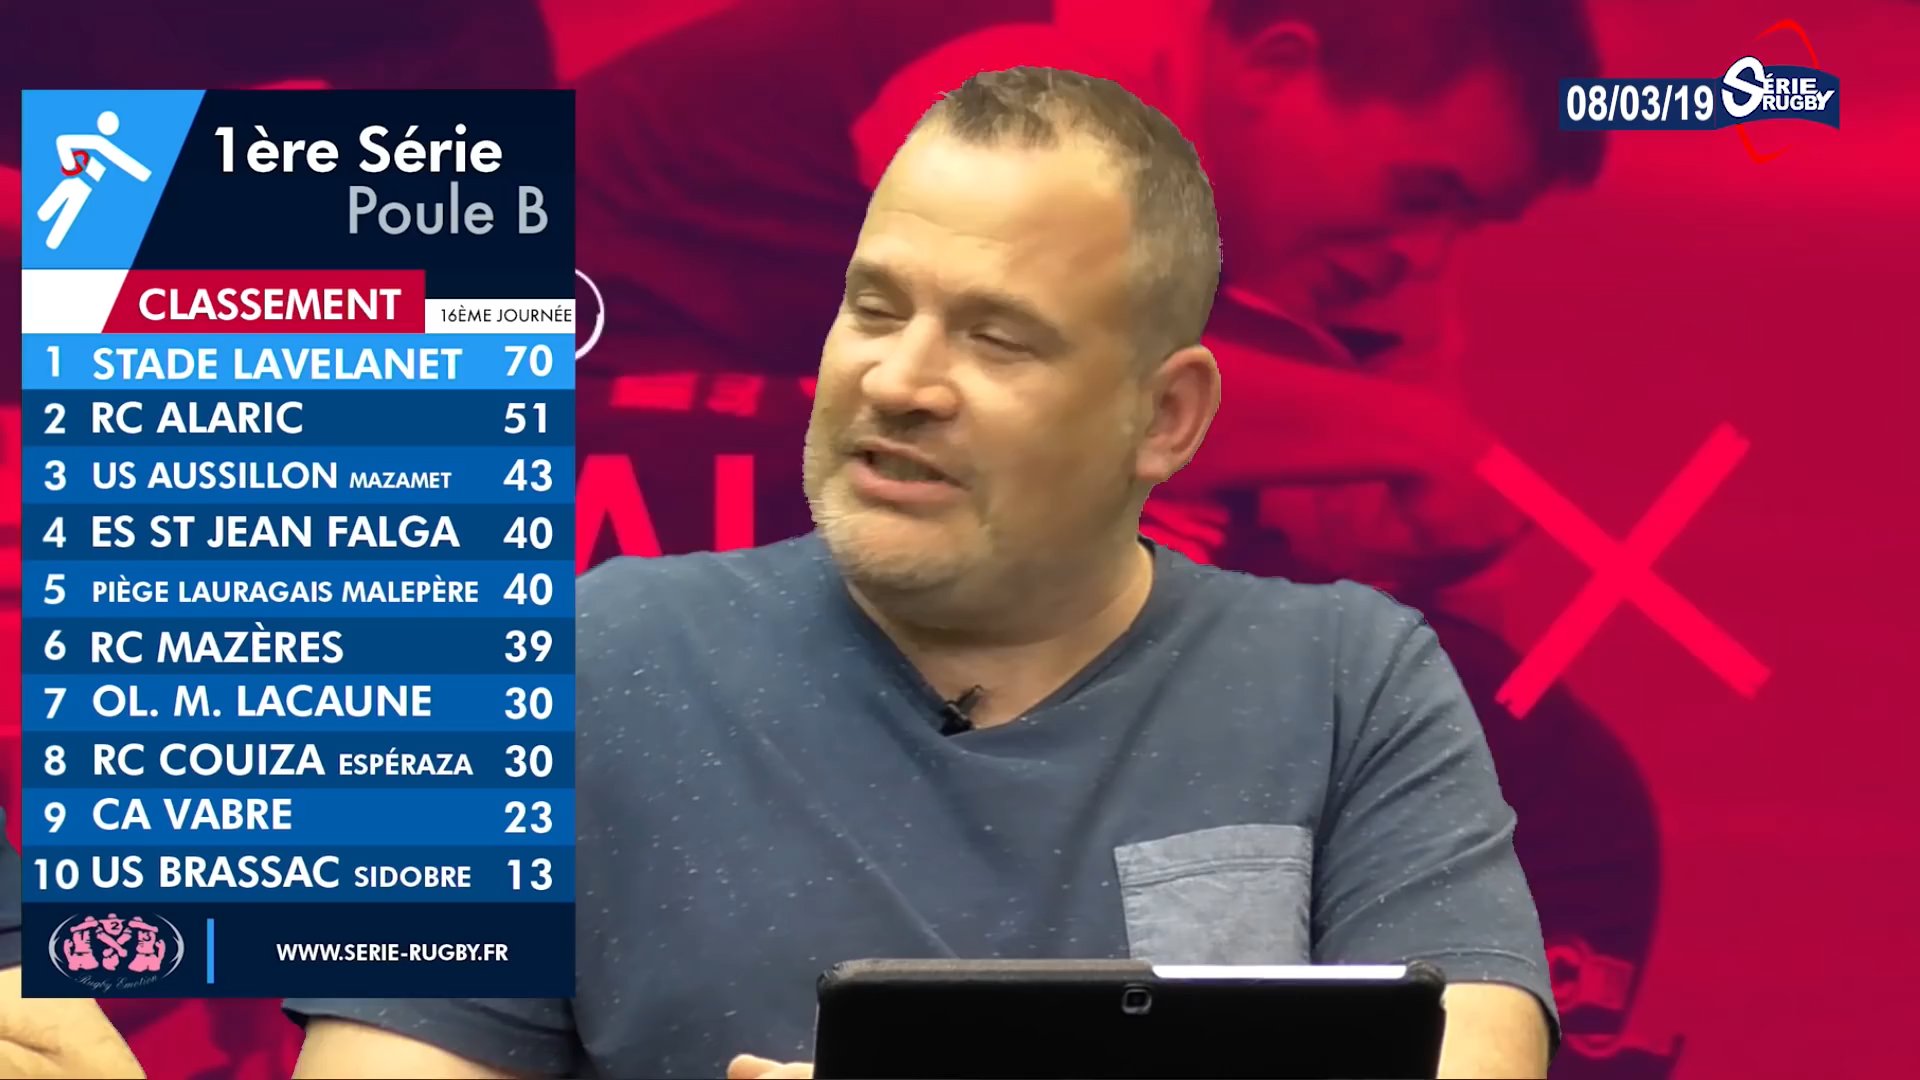 08/03/19 SÉRIE RUGBY
1ère Série
Poule B
CLASSEMENT
16ÈME JOURNÉE
1 STADE LAVELANET 70
2 RC ALARIC 51
3 US AUSSILLON MAZAMET 43
4 ES ST JEAN FALGA 40
5 PIÈGE LAURAGAIS MALEPÈRE 40
6 RC MAZÈRES 39
7 OL. M. LACAUNE 30
8 RC COUIZA ESPÉRAZA 30
9 CA VABRE 23
10 US BRASSAC SIDOBRE 13
Rugby Emotion
WWW.SERIE-RUGBY.FR